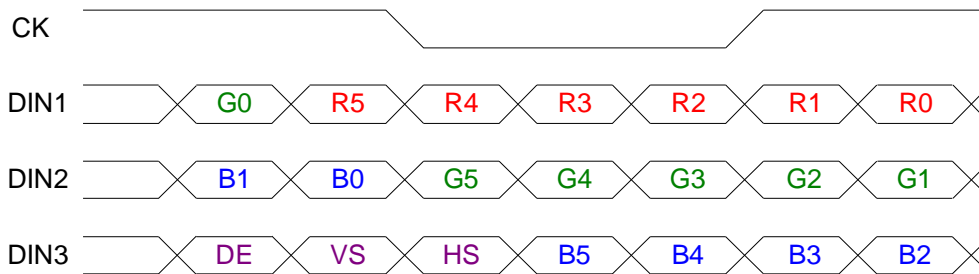 CK
DIN1 G0 R5 R4 R3 R2 R1 R0
DIN2 B1 B0 G5 G4 G3 G2 G1
DIN3 DE VS HS B5 B4 B3 B2